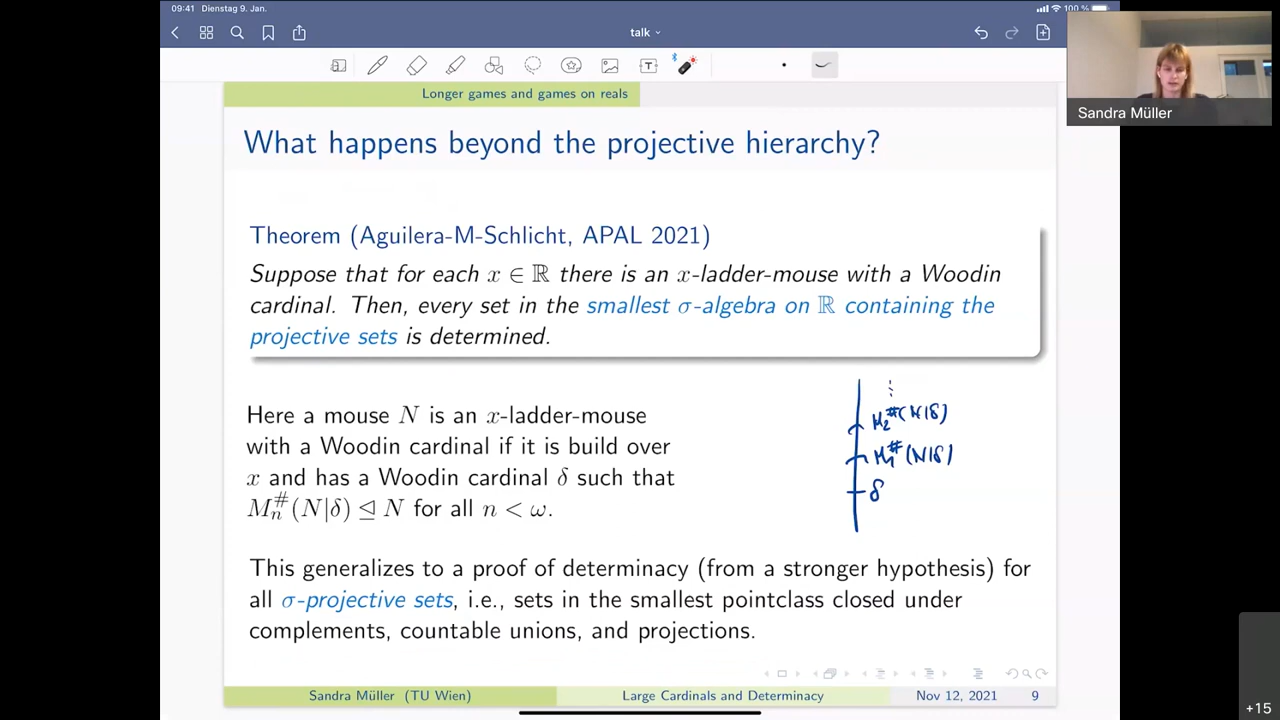 09:41 Dienstag 9. Jan.
100 %
talk
T
Longer games and games on reals
Sandra Müller
What happens beyond the projective hierarchy?
Theorem (Aguilera-M-Schlicht, APAL 2021)
Suppose that for each x ∈ ℝ there is an x-ladder-mouse with a Woodin
cardinal. Then, every set in the smallest σ-algebra on ℝ containing the
projective sets is determined.
Here a mouse N is an x-ladder-mouse
with a Woodin cardinal if it is build over
x and has a Woodin cardinal δ such that
M_n^#(N|δ) ⊴ N for all n < ω.
⋮
M_2^#(N|δ)
M_1^#(N|δ)
δ
This generalizes to a proof of determinacy (from a stronger hypothesis) for
all σ-projective sets, i.e., sets in the smallest pointclass closed under
complements, countable unions, and projections.
Sandra Müller (TU Wien) Large Cardinals and Determinacy Nov 12, 2021 9
+15